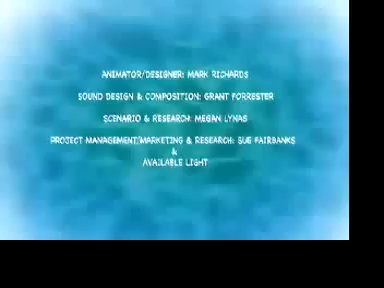 ANIMATOR/DESIGNER: MARK RICHARDS
SOUND DESIGN & COMPOSITION: GRANT FORRESTER
SCENARIO & RESEARCH: MEGAN LYNAS
PROJECT MANAGEMENT/MARKETING & RESEARCH: SUE FAIRBANKS
&
AVAILABLE LIGHT